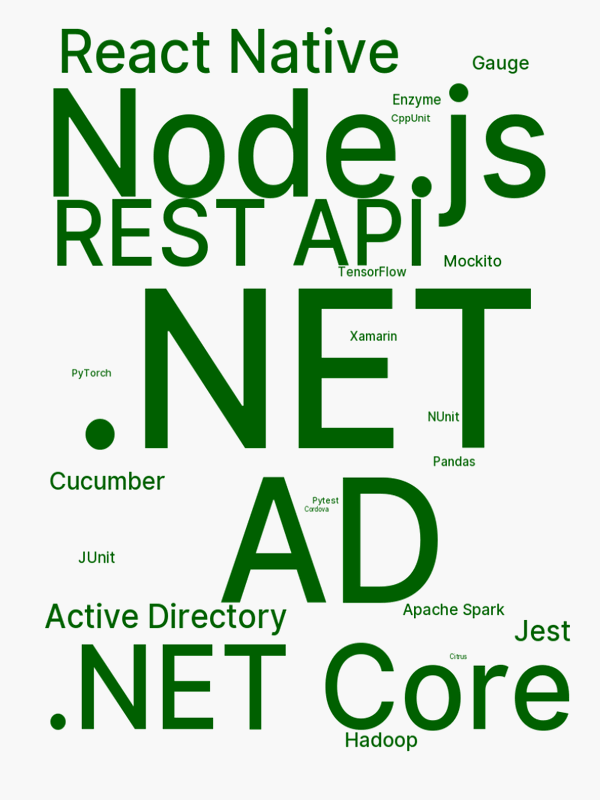 React Native
Gauge
Enzyme
CppUnit
Node.js
REST API
Mockito
TensorFlow
.NET
Xamarin
PyTorch
NUnit
Pandas
Cucumber
AD
Pytest
Cordova
JUnit
Active Directory
Apache Spark
Jest
.NET Core
Citrus
Hadoop